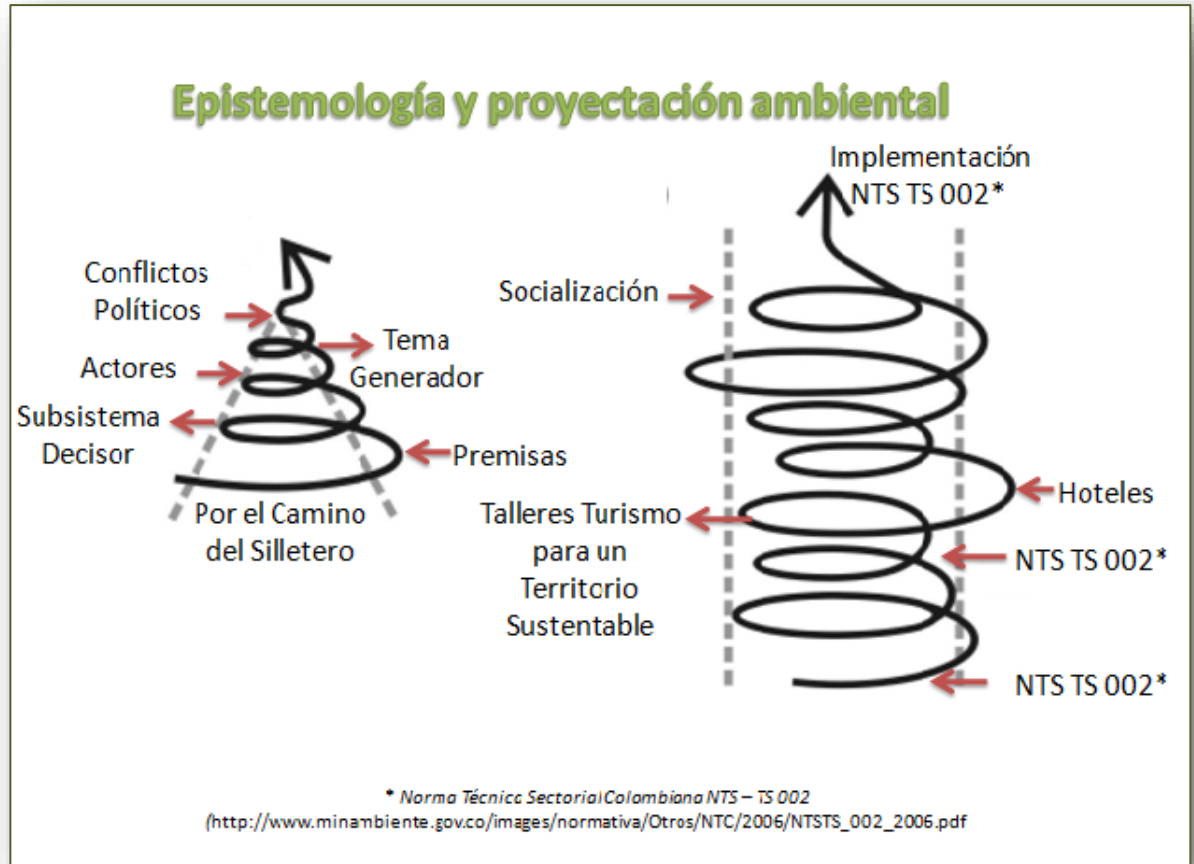 Epistemología y proyectación ambiental
Conflictos
Políticos
Actores
Subsistema
Decisor
Tema
Generador
Premisas
Por el Camino
del Silletero
Implementación
NTS TS 002*
Socialización
Talleres Turismo
para un
Territorio
Sustentable
Hoteles
NTS TS 002*
NTS TS 002*
* Norma Técnica Sectorial Colombiana NTS – TS 002
(http://www.minambiente.gov.co/images/normativa/Otros/NTC/2006/NTSTS_002_2006.pdf